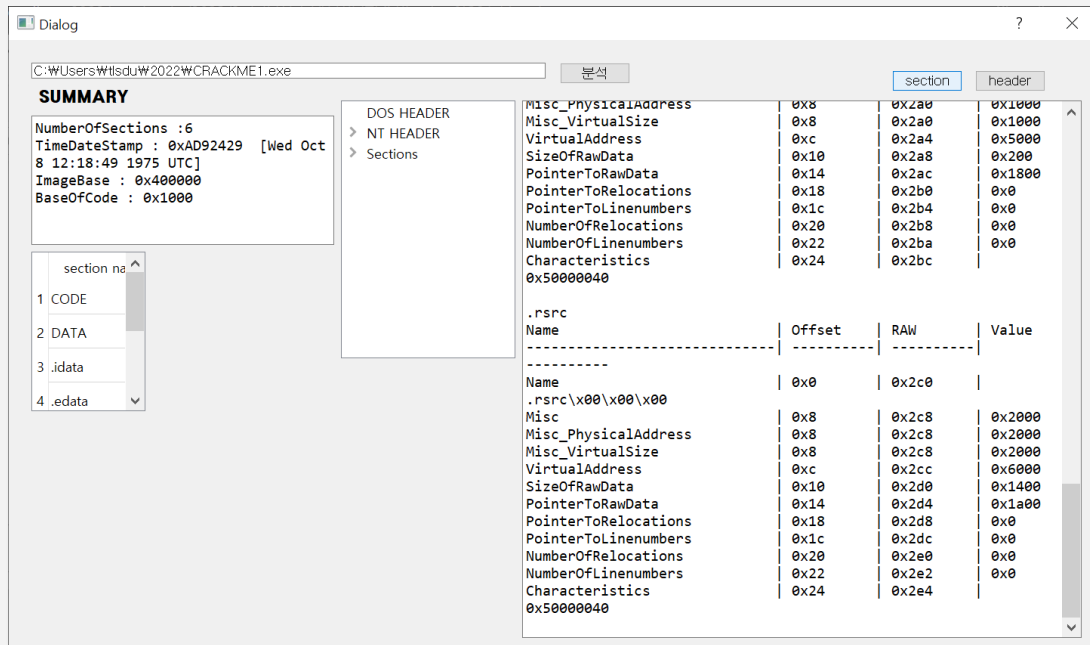 Dialog
?
C:₩Users₩tlsdu₩2022₩CRACKME1.exe
분석
section
header
SUMMARY
NumberOfSections :6
TimeDateStamp : 0xAD92429 [Wed Oct
8 12:18:49 1975 UTC]
ImageBase : 0x400000
BaseOfCode : 0x1000
section na
1 CODE
2 DATA
3 .idata
4 .edata
DOS HEADER
NT HEADER
Sections
Misc_PhysicalAddress | 0x8 | 0x2a0 | 0x1000
Misc_VirtualSize | 0x8 | 0x2a0 | 0x1000
VirtualAddress | 0xc | 0x2a4 | 0x5000
SizeOfRawData | 0x10 | 0x2a8 | 0x200
PointerToRawData | 0x14 | 0x2ac | 0x1800
PointerToRelocations | 0x18 | 0x2b0 | 0x0
PointerToLinenumbers | 0x1c | 0x2b4 | 0x0
NumberOfRelocations | 0x20 | 0x2b8 | 0x0
NumberOfLinenumbers | 0x22 | 0x2ba | 0x0
Characteristics | 0x24 | 0x2bc |
0x50000040
.rsrc
Name | Offset | RAW | Value
------------------------------| ----------| ----------|
----------
Name | 0x0 | 0x2c0 |
.rsrc\x00\x00\x00
Misc | 0x8 | 0x2c8 | 0x2000
Misc_PhysicalAddress | 0x8 | 0x2c8 | 0x2000
Misc_VirtualSize | 0x8 | 0x2c8 | 0x2000
VirtualAddress | 0xc | 0x2cc | 0x6000
SizeOfRawData | 0x10 | 0x2d0 | 0x1400
PointerToRawData | 0x14 | 0x2d4 | 0x1a00
PointerToRelocations | 0x18 | 0x2d8 | 0x0
PointerToLinenumbers | 0x1c | 0x2dc | 0x0
NumberOfRelocations | 0x20 | 0x2e0 | 0x0
NumberOfLinenumbers | 0x22 | 0x2e2 | 0x0
Characteristics | 0x24 | 0x2e4 |
0x50000040